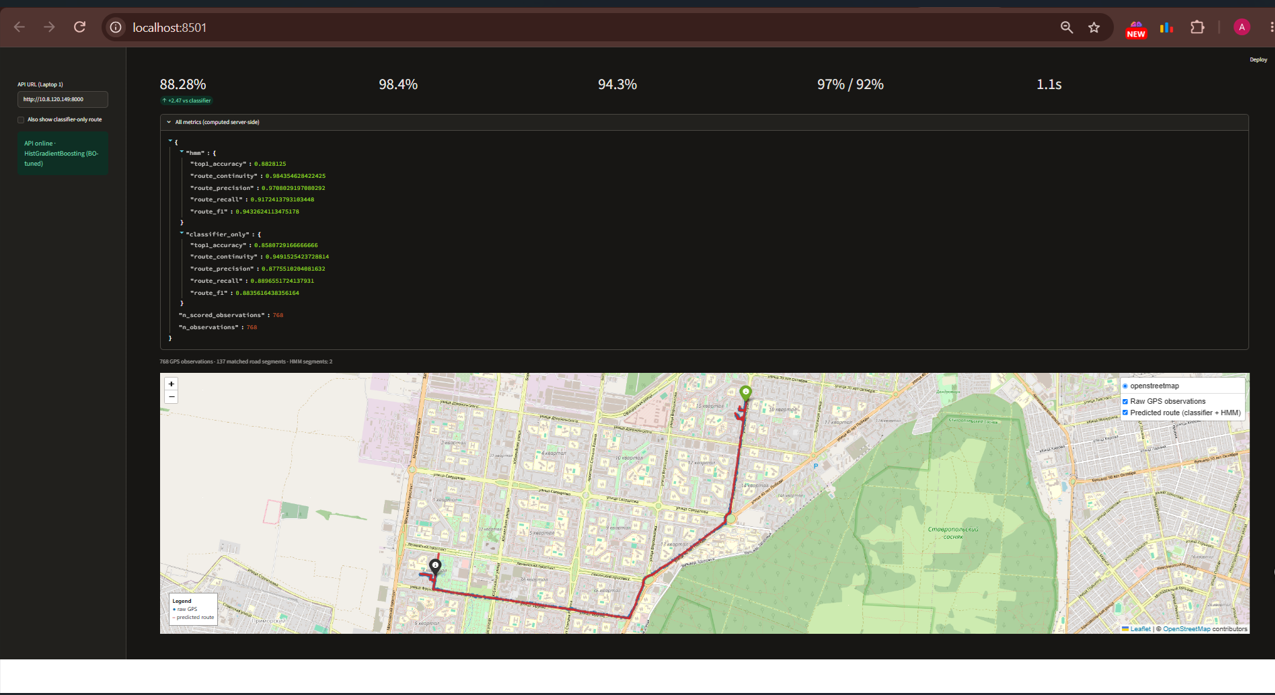 localhost:8501
NEW
A
Deploy
API URL (Laptop 1)
http://10.8.120.149:8000
Also show classifier-only route
API online -
HistGradientBoosting (BO-
tuned)
88.28%
98.4%
94.3%
97% / 92%
1.1s
↑ +2.47 vs classifier
All metrics (computed server-side)
{
"hmm" : {
"top1_accuracy" : 0.8828125
"route_continuity" : 0.984354628422425
"route_precision" : 0.9708029197080292
"route_recall" : 0.9172413793103448
"route_f1" : 0.9432624113475178
}
"classifier_only" : {
"top1_accuracy" : 0.8580729166666666
"route_continuity" : 0.9491525423728814
"route_precision" : 0.8775510204081632
"route_recall" : 0.8896551724137931
"route_f1" : 0.8835616438356164
}
"n_scored_observations" : 768
"n_observations" : 768
}
768 GPS observations · 137 matched road segments · HMM segments: 2
+
−
openstreetmap
Raw GPS observations
Predicted route (classifier + HMM)
P
Ставропольский
сосняк
Legend
raw GPS
predicted route
Leaflet | © OpenStreetMap contributors